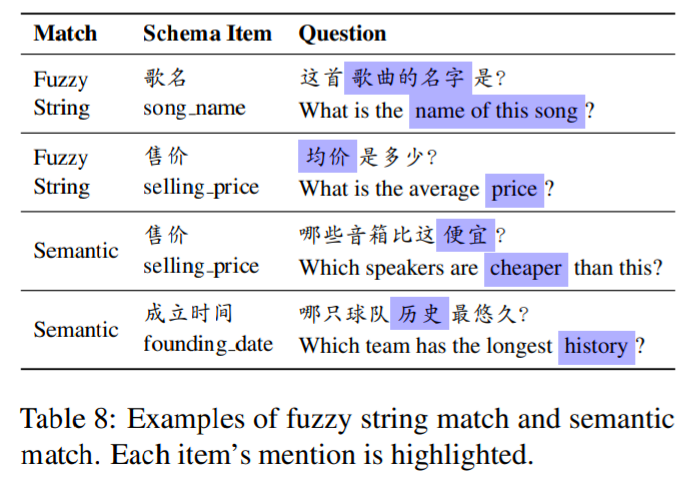 Match Schema Item Question
Fuzzy String 歌名 song_name 这首歌曲的名字是?
What is the name of this song ?
Fuzzy String 售价 selling_price 均价是多少?
What is the average price ?
Semantic 售价 selling_price 哪些音箱比这便宜?
Which speakers are cheaper than this?
Semantic 成立时间 founding_date 哪只球队历史最悠久?
Which team has the longest history ?
Table 8: Examples of fuzzy string match and semantic
match. Each item's mention is highlighted.